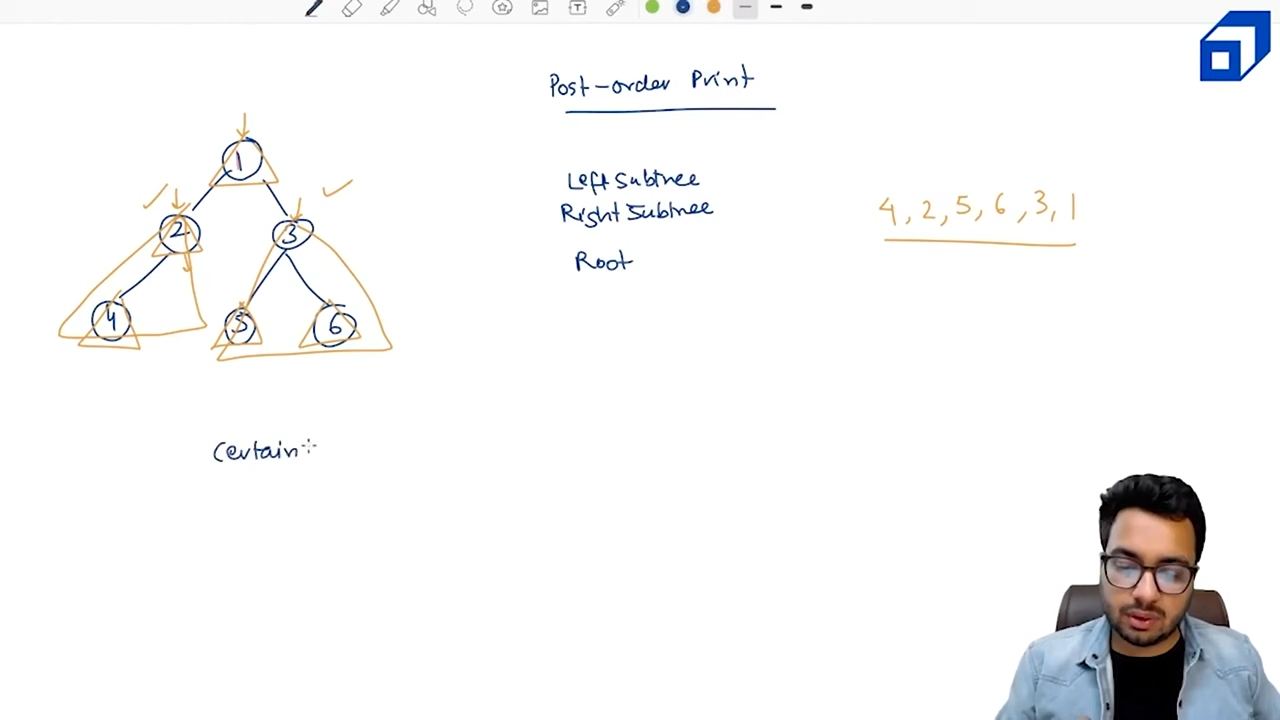 Post-order Print
1
Left Subtree
2
3
Right Subtree
4, 2, 5, 6, 3, 1
Root
4
5
6
Certain